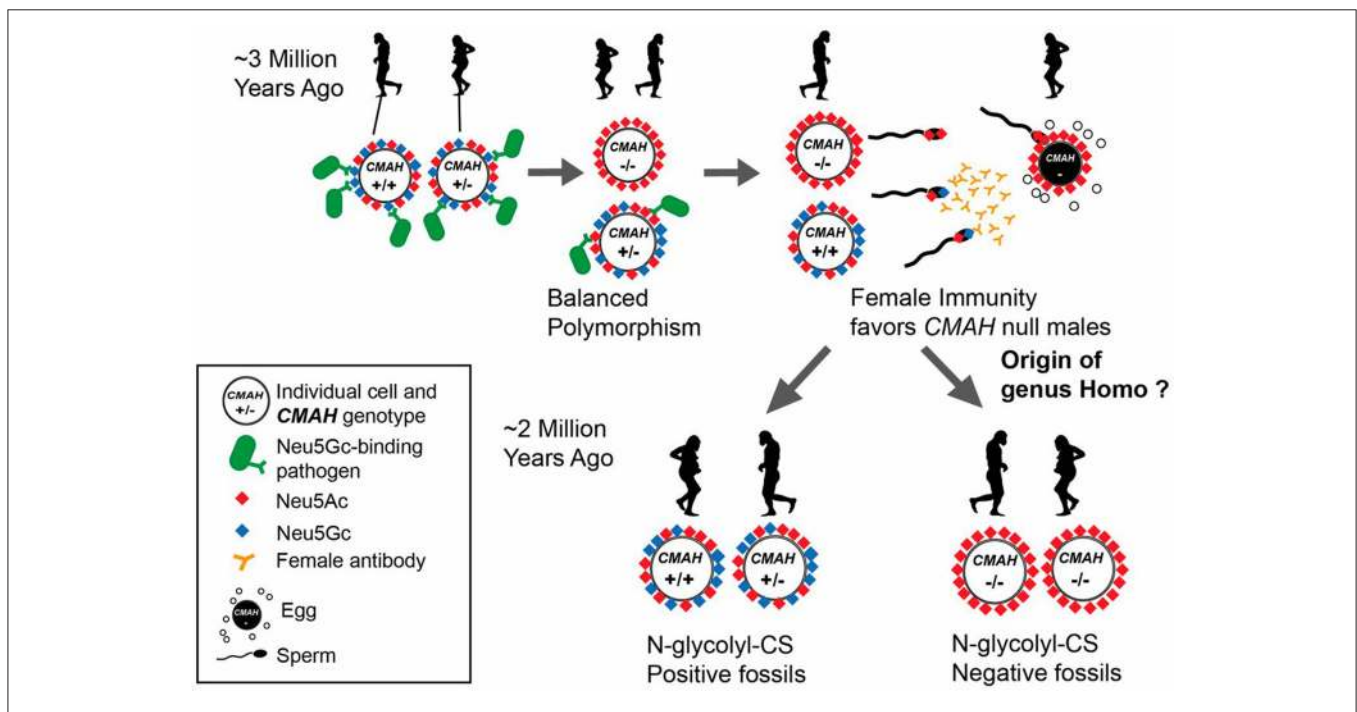 ~3 Million
Years Ago
CMAH
+/+
CMAH
+/-
CMAH
-/-
CMAH
+/-
Balanced
Polymorphism
CMAH
-/-
CMAH
+/+
CMAH
-
Female Immunity
favors CMAH null males
Origin of
genus Homo ?
CMAH
+/-
Individual cell and
CMAH genotype
Neu5Gc-binding
pathogen
Neu5Ac
Neu5Gc
Female antibody
CMAH
Egg
Sperm
~2 Million
Years Ago
CMAH
+/+
CMAH
+/-
N-glycolyl-CS
Positive fossils
CMAH
-/-
CMAH
-/-
N-glycolyl-CS
Negative fossils